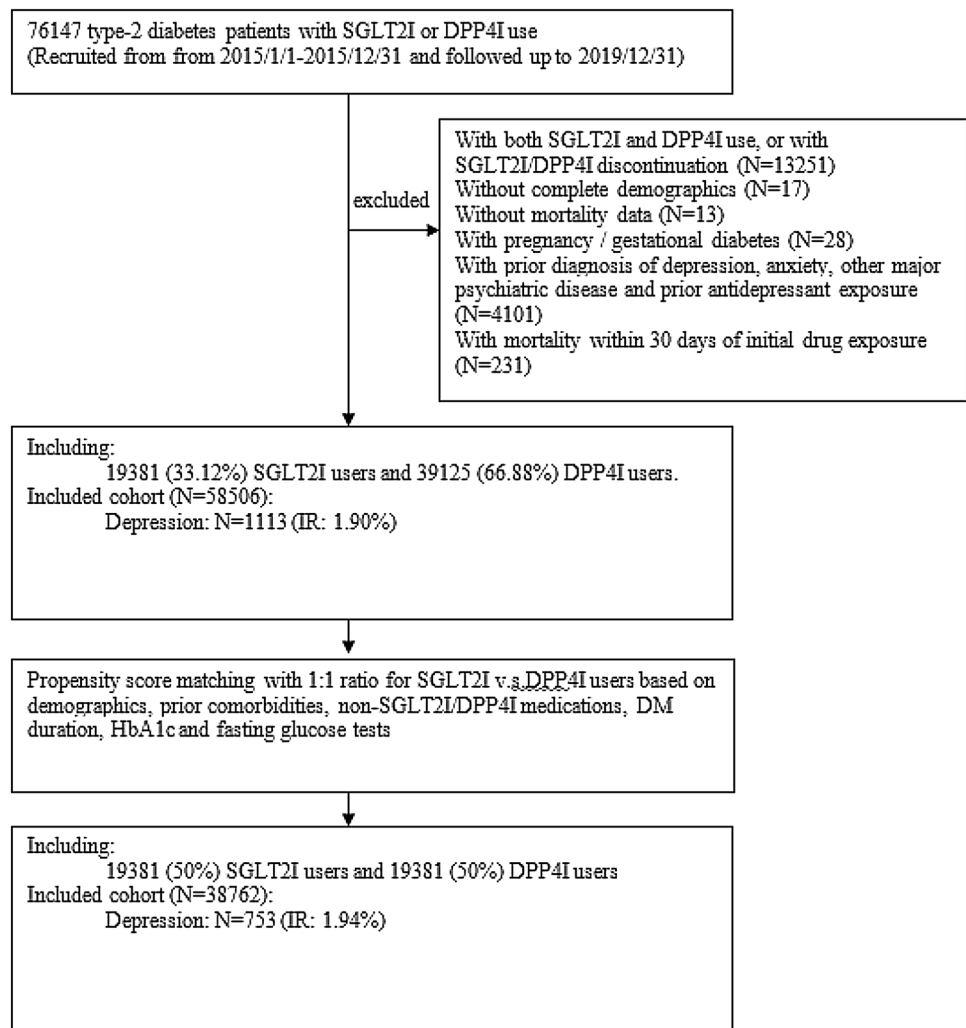 76147 type-2 diabetes patients with SGLT2I or DPP4I use
(Recruited from from 2015/1/1-2015/12/31 and followed up to 2019/12/31)
With both SGLT2I and DPP4I use, or with
SGLT2I/DPP4I discontinuation (N=13251)
Without complete demographics (N=17)
excluded
Without mortality data (N=13)
With pregnancy / gestational diabetes (N=28)
With prior diagnosis of depression, anxiety, other major
psychiatric disease and prior antidepressant exposure
(N=4101)
With mortality within 30 days of initial drug exposure
(N=231)
Including:
19381 (33.12%) SGLT2I users and 39125 (66.88%) DPP4I users.
Included cohort (N=58506):
Depression: N=1113 (IR: 1.90%)
Propensity score matching with 1:1 ratio for SGLT2I v.s.DPP4I users based on
demographics, prior comorbidities, non-SGLT2I/DPP4I medications, DM
duration, HbA1c and fasting glucose tests
Including:
19381 (50%) SGLT2I users and 19381 (50%) DPP4I users
Included cohort (N=38762):
Depression: N=753 (IR: 1.94%)